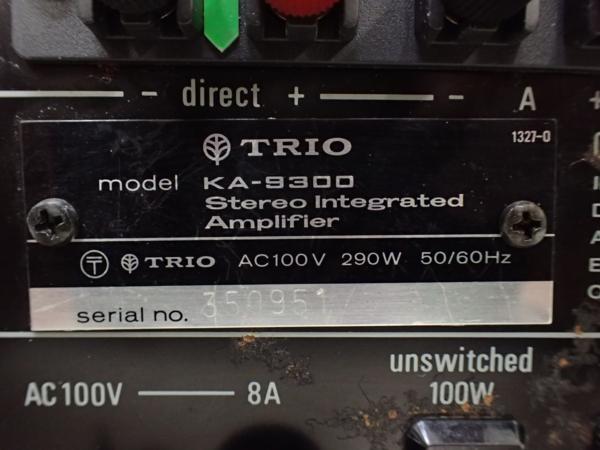 - direct + - A +
TRIO 1327-0
model KA-9300
Stereo Integrated
Amplifier
TRIO AC100V 290W 50/60Hz
serial no. 350951
unswitched
AC100V 8A 100W